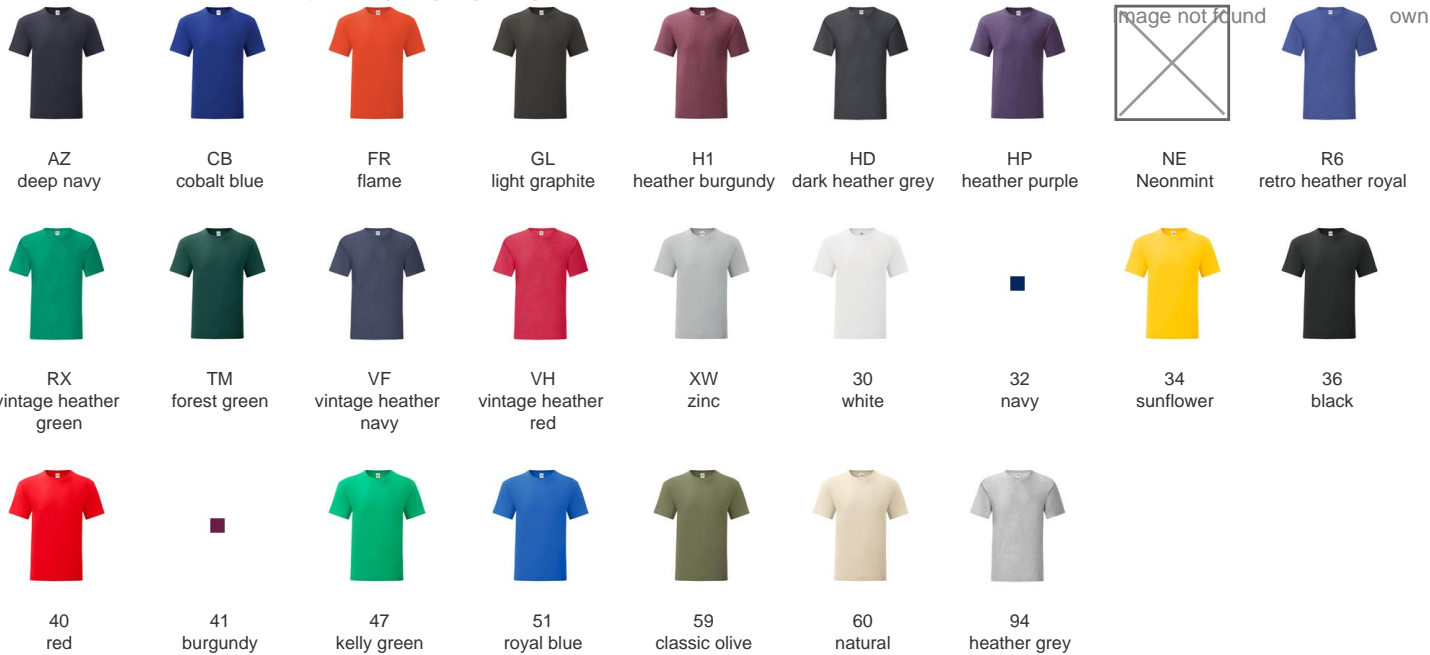 Image not found
own
AZ
deep navy
CB
cobalt blue
FR
flame
GL
light graphite
H1
heather burgundy
HD
dark heather grey
HP
heather purple
NE
Neonmint
R6
retro heather royal
RX
vintage heather
green
TM
forest green
VF
vintage heather
navy
VH
vintage heather
red
XW
zinc
30
white
32
navy
34
sunflower
36
black
40
red
41
burgundy
47
kelly green
51
royal blue
59
classic olive
60
natural
94
heather grey